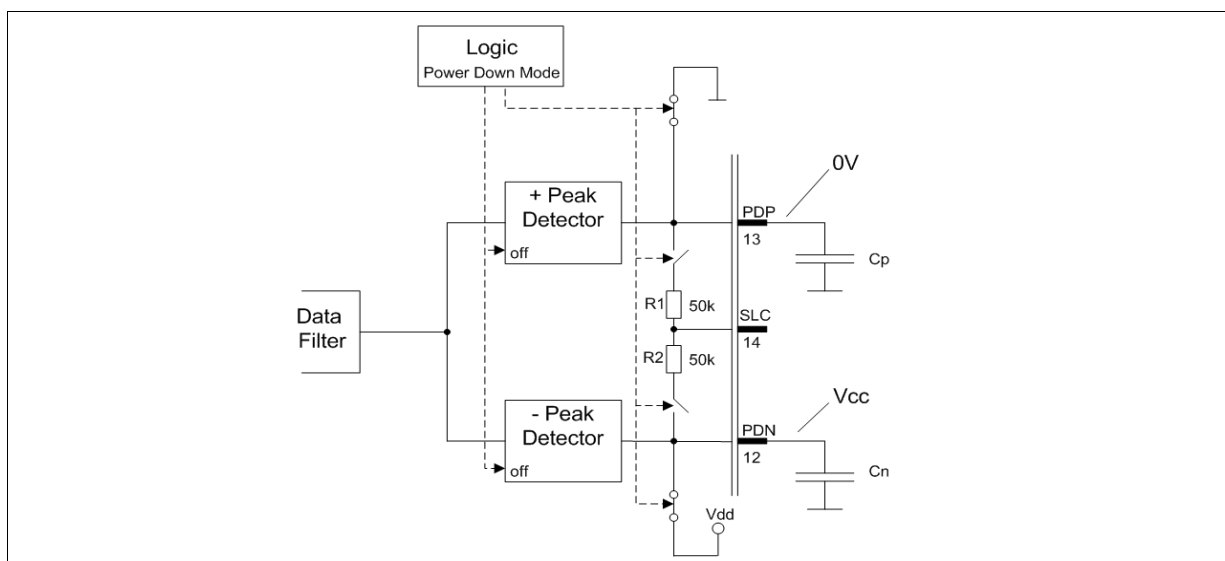 Logic
Power Down Mode
0V
+ Peak
Detector
off
PDP
13
Cp
R1
50k
SLC
14
Data
Filter
R2
50k
Vcc
- Peak
Detector
off
PDN
12
Cn
Vdd